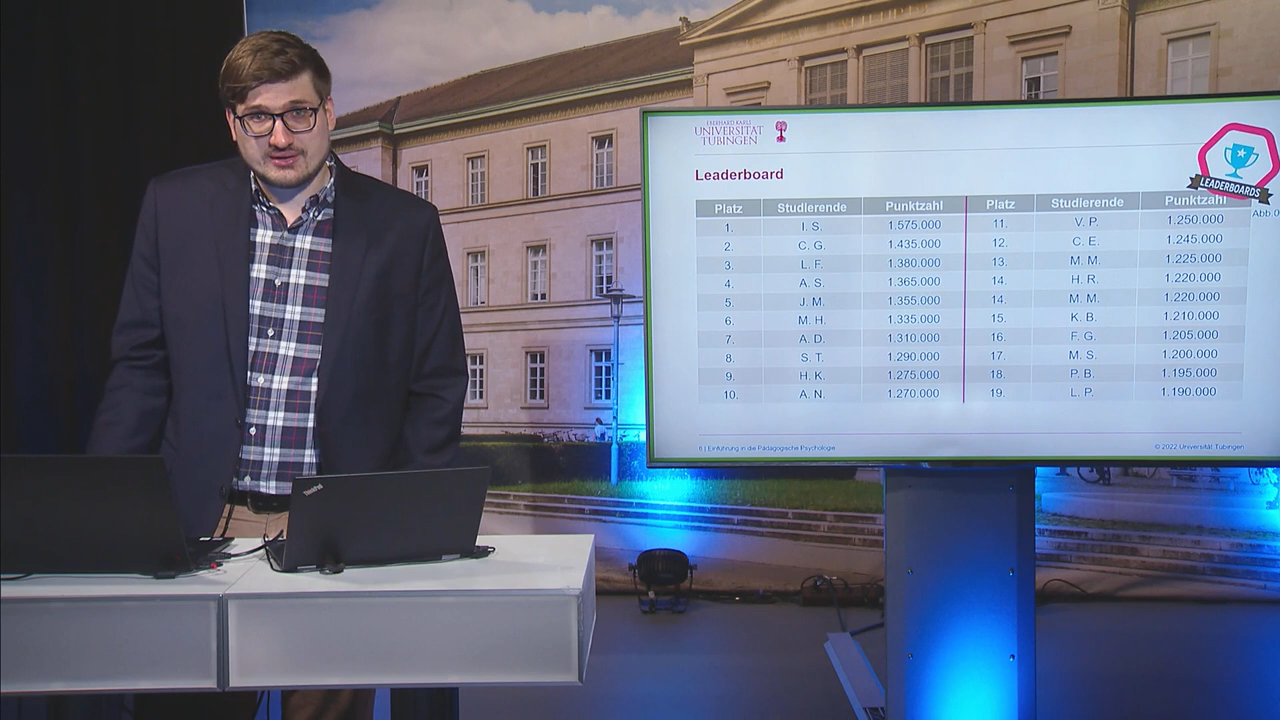 EBERHARD KARLS
UNIVERSITÄT
TÜBINGEN
LEADERBOARDS
Leaderboard
Platz Studierende Punktzahl Platz Studierende Punktzahl
1. I. S. 1.575.000 11. V. P. 1.250.000
2. C. G. 1.435.000 12. C. E. 1.245.000
3. L. F. 1.380.000 13. M. M. 1.225.000
4. A. S. 1.365.000 14. H. R. 1.220.000
5. J. M. 1.355.000 14. M. M. 1.220.000
6. M. H. 1.335.000 15. K. B. 1.210.000
7. A. D. 1.310.000 16. F. G. 1.205.000
8. S. T. 1.290.000 17. M. S. 1.200.000
9. H. K. 1.275.000 18. P. B. 1.195.000
10. A. N. 1.270.000 19. L. P. 1.190.000
6 | Einführung in die Pädagogische Psychologie
© 2022 Universität Tübingen
ThinkPad